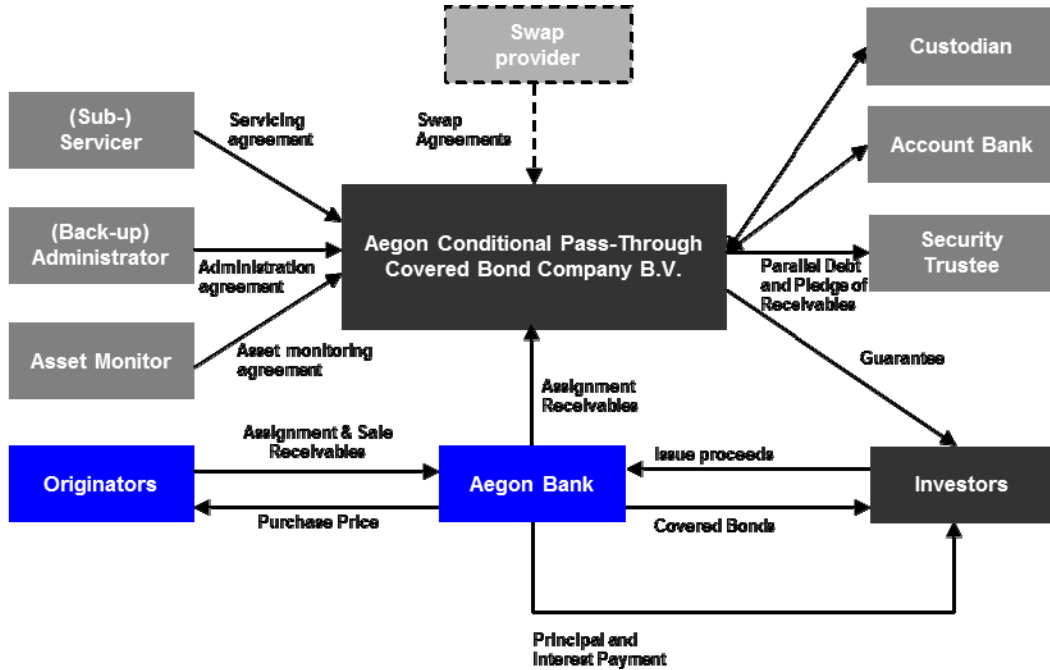 Swap
provider
Custodian
(Sub-)
Servicer
Servicing
agreement
Swap
Agreements
Account Bank
(Back-up)
Administrator
Administration
agreement
Aegon Conditional Pass-Through
Covered Bond Company B.V.
Security
Trustee
Parallel Debt
and Pledge of
Receivables
Asset Monitor
Asset monitoring
agreement
Guarantee
Assignment
Receivables
Assignment & Sale
Receivables
Issue proceeds
Originators
Aegon Bank
Investors
Purchase Price
Covered Bonds
Principal and
Interest Payment